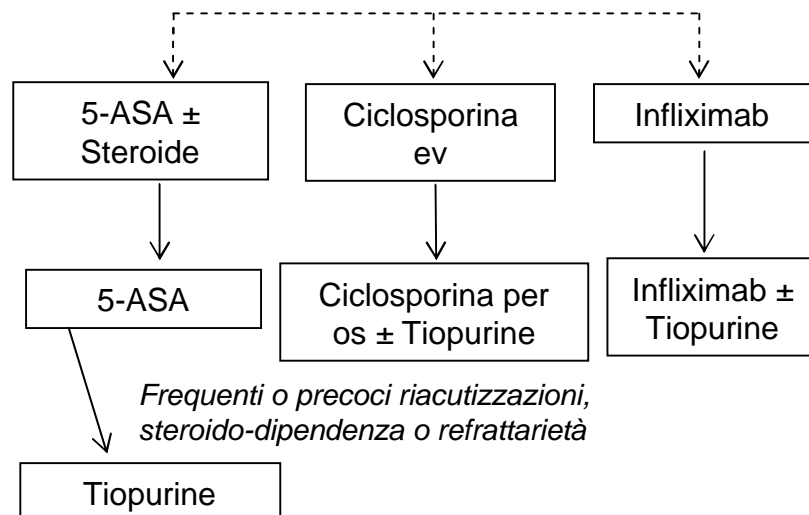 5-ASA ±
Steroide
Ciclosporina
ev
Infliximab
5-ASA
Ciclosporina per
os ± Tiopurine
Infliximab ±
Tiopurine
Frequenti o precoci riacutizzazioni,
steroido-dipendenza o refrattarietà
Tiopurine